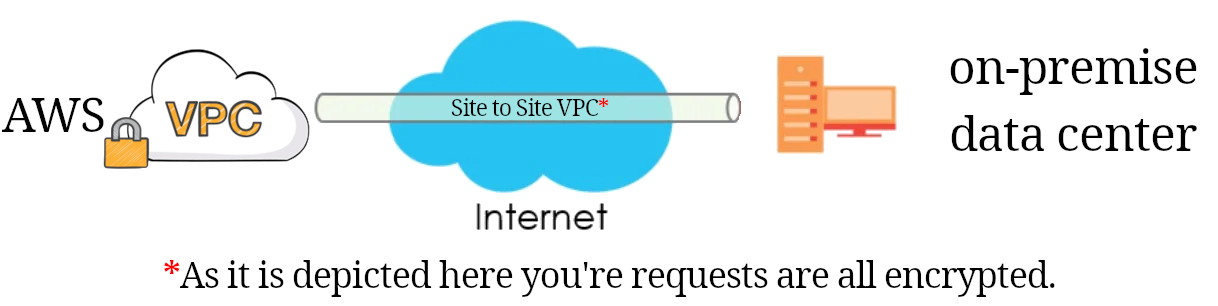 AWS
VPC
Site to Site VPC*
Internet
on-premise
data center
*As it is depicted here you're requests are all encrypted.